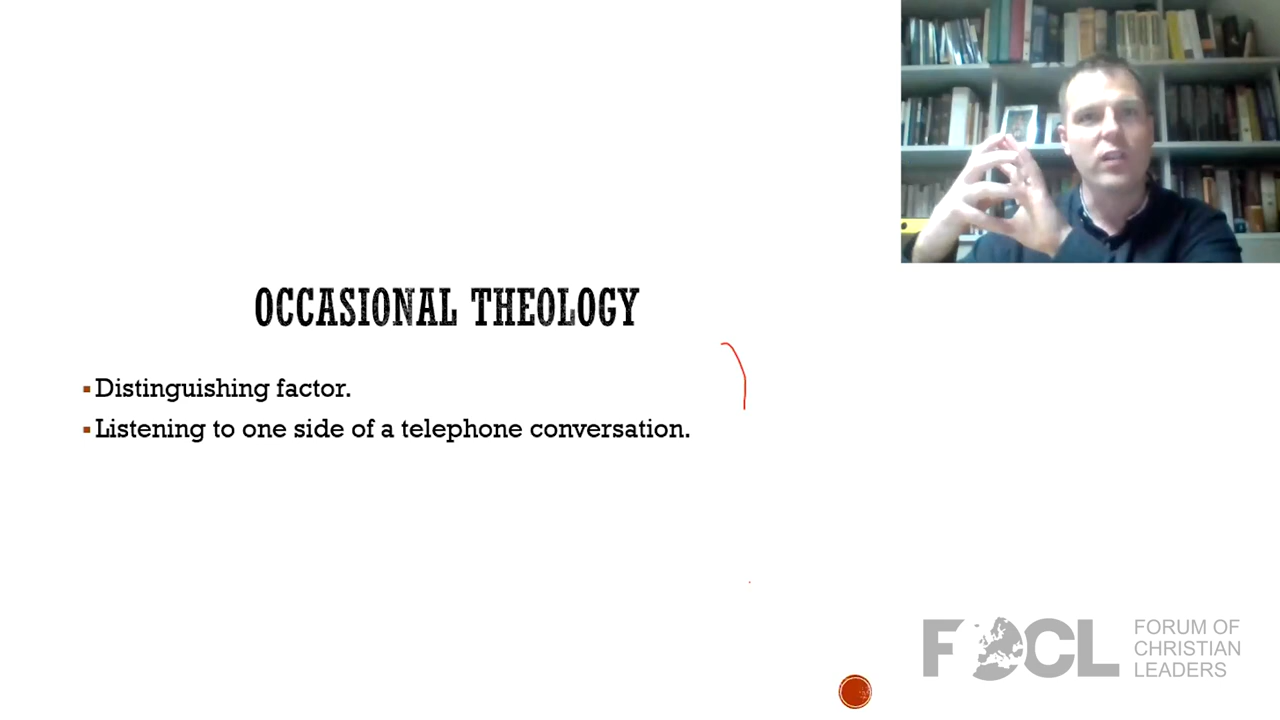 OCCASIONAL THEOLOGY
Distinguishing factor.
Listening to one side of a telephone conversation.
FOCL
FORUM OF
CHRISTIAN
LEADERS